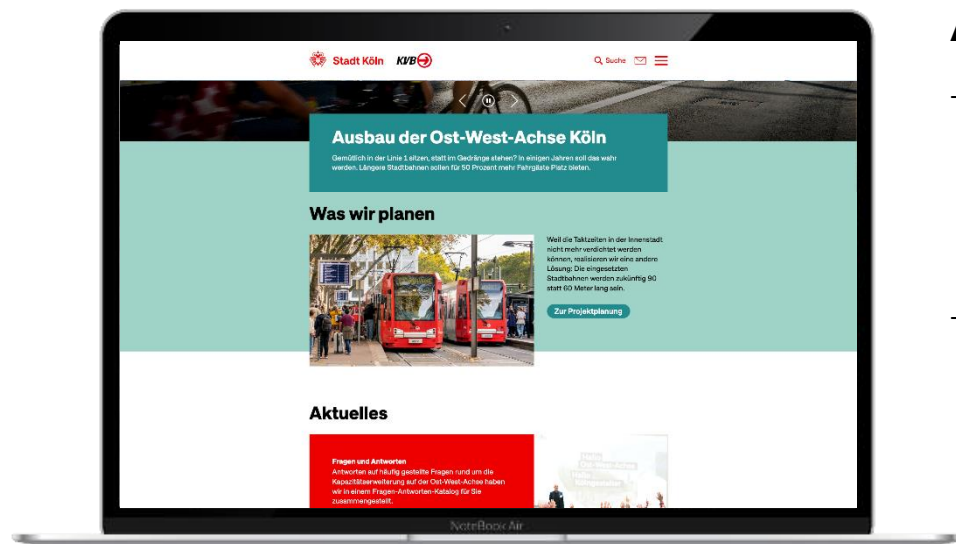 Stadt Köln KVB
Suche
Ausbau der Ost-West-Achse Köln
Gemütlich in der Linie 1 sitzen, statt im Gedränge stehen? In einigen Jahren soll das wahr
werden. Längere Stadtbahnen sollen für 50 Prozent mehr Fahrgäste Platz bieten.
Was wir planen
Weil die Taktzeiten in der Innenstadt
nicht mehr verdichtet werden
können, realisieren wir eine andere
Lösung: Die eingesetzten
Stadtbahnen werden zukünftig 90
statt 60 Meter lang sein.
Zur Projektplanung
Aktuelles
Fragen und Antworten
Antworten auf häufig gestellte Fragen rund um die
Kapazitätserweiterung auf der Ost-West-Achse haben
wir in einem Fragen-Antworten-Katalog für Sie
zusammengestellt.
Ost-West-Achse
NoteBook Air